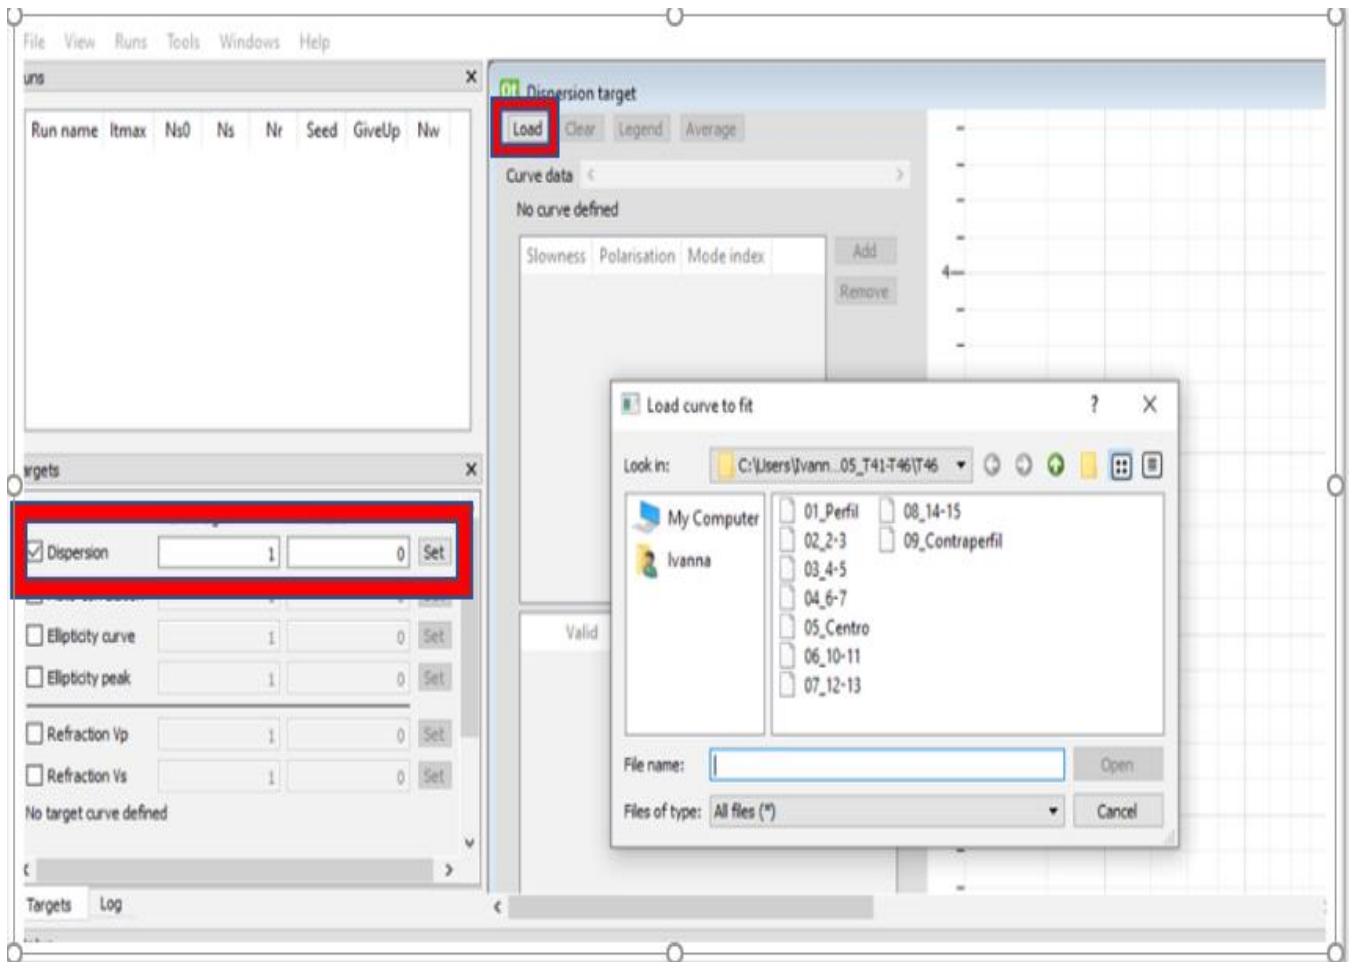 File View Runs Tools Windows Help
uns
Run name Itmax Ns0 Ns Nr Seed GiveUp Nw
Dispersion target
Load Clear Legend Average
Curve data
No curve defined
Slowness Polarisation Mode index
Add
Remove
4
Load curve to fit ?
Look in: C:\Users\Ivann...05_T41-T46\T46
My Computer
Ivanna
01_Perfil
02_2-3
03_4-5
04_6-7
05_Centro
06_10-11
07_12-13
08_14-15
09_Contraperfil
File name:
Open
Files of type: All files (*)
Cancel
Valid
argets
Dispersion 1 0 Set
Ellipticity curve 1 0 Set
Ellipticity peak 1 0 Set
Refraction Vp 1 0 Set
Refraction Vs 1 0 Set
No target curve defined
Targets Log